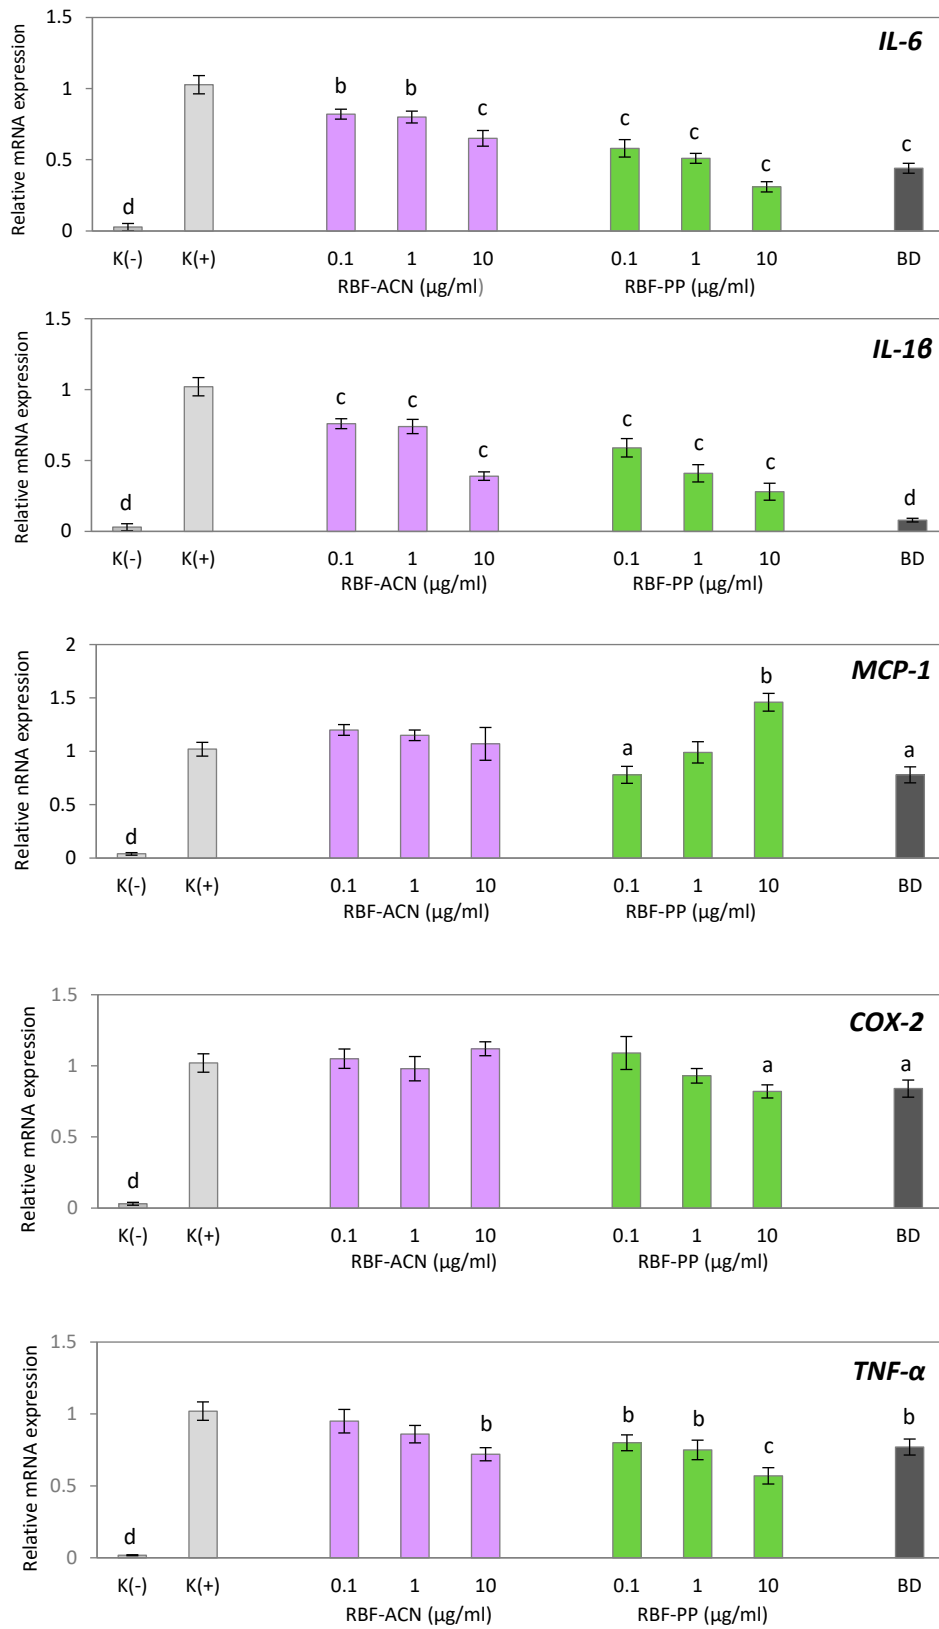 1.5
IL-6
Relative mRNA expression
1
b b c c c c c
0.5
d
0
K(-) K(+) 0.1 1 10 0.1 1 10 BD
RBF-ACN (µg/ml) RBF-PP (µg/ml)
1.5
IL-1β
Relative mRNA expression
1
c c c c c c
0.5
d d
0
K(-) K(+) 0.1 1 10 0.1 1 10 BD
RBF-ACN (µg/ml) RBF-PP (µg/ml)
2
MCP-1
Relative nRNA expression
1.5
b
1
a a
0.5
d
0
K(-) K(+) 0.1 1 10 0.1 1 10 BD
RBF-ACN (µg/ml) RBF-PP (µg/ml)
1.5
COX-2
Relative mRNA expression
1
a a
0.5
d
0
K(-) K(+) 0.1 1 10 0.1 1 10 BD
RBF-ACN (µg/ml) RBF-PP (µg/ml)
1.5
TNF-α
Relative mRNA expression
1
b b b c b
0.5
d
0
K(-) K(+) 0.1 1 10 0.1 1 10 BD
RBF-ACN (µg/ml) RBF-PP (µg/ml)